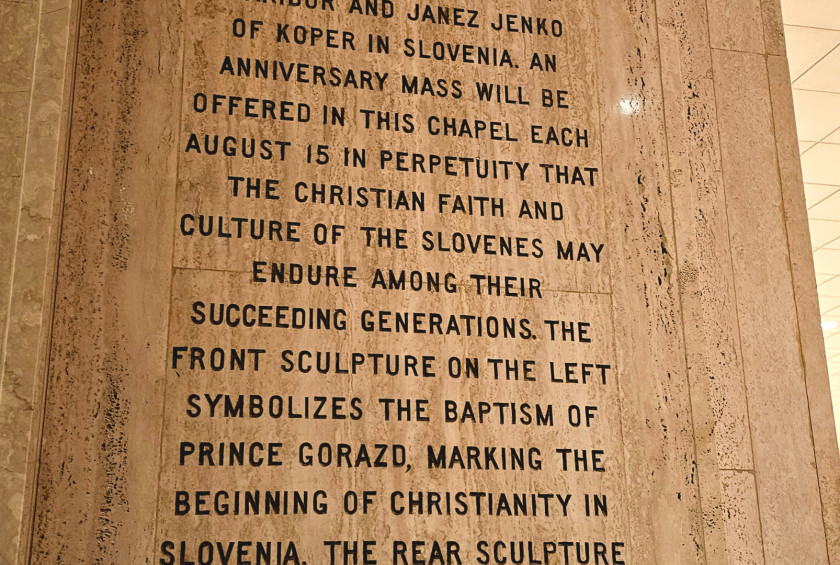 AND JANEZ JENKO
OF KOPER IN SLOVENIA. AN
ANNIVERSARY MASS WILL BE
OFFERED IN THIS CHAPEL EACH
AUGUST 15 IN PERPETUITY THAT
THE CHRISTIAN FAITH AND
CULTURE OF THE SLOVENES MAY
ENDURE AMONG THEIR
SUCCEEDING GENERATIONS. THE
FRONT SCULPTURE ON THE LEFT
SYMBOLIZES THE BAPTISM OF
PRINCE GORAZD, MARKING THE
BEGINNING OF CHRISTIANITY IN
SLOVENIA. THE REAR SCULPTURE